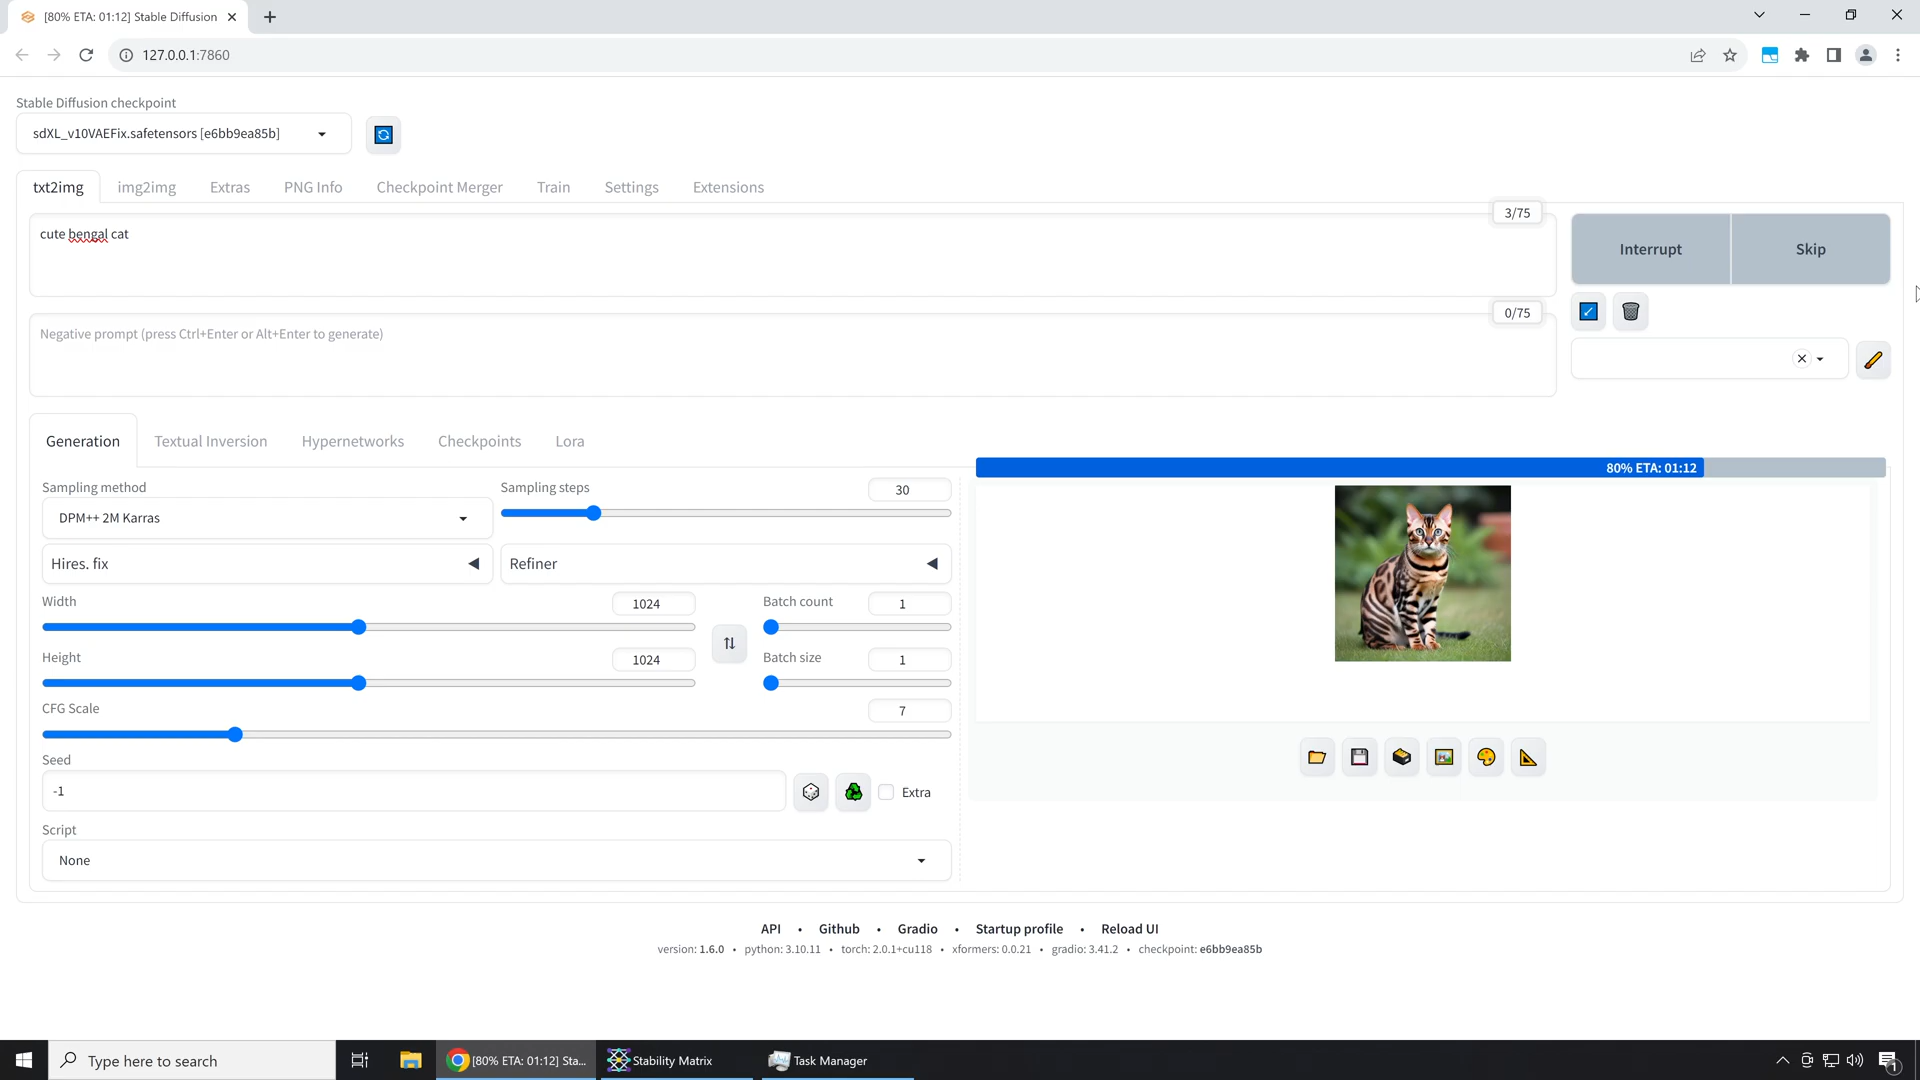 [80% ETA: 01:12] Stable Diffusion
127.0.0.1:7860
Stable Diffusion checkpoint
sdXL_v10VAEFix.safetensors [e6bb9ea85b]
txt2img
img2img
Extras
PNG Info
Checkpoint Merger
Train
Settings
Extensions
3/75
cute bengal cat
Interrupt
Skip
0/75
Negative prompt (press Ctrl+Enter or Alt+Enter to generate)
Generation
Textual Inversion
Hypernetworks
Checkpoints
Lora
80% ETA: 01:12
Sampling method
DPM++ 2M Karras
Sampling steps
30
Hires. fix
Refiner
Width
1024
Batch count
1
Height
1024
Batch size
1
CFG Scale
7
Seed
-1
Extra
Script
None
API • Github • Gradio • Startup profile • Reload UI
version: 1.6.0 • python: 3.10.11 • torch: 2.0.1+cu118 • xformers: 0.0.21 • gradio: 3.41.2 • checkpoint: e6bb9ea85b
Type here to search
[80% ETA: 01:12] Sta...
Stability Matrix
Task Manager
1